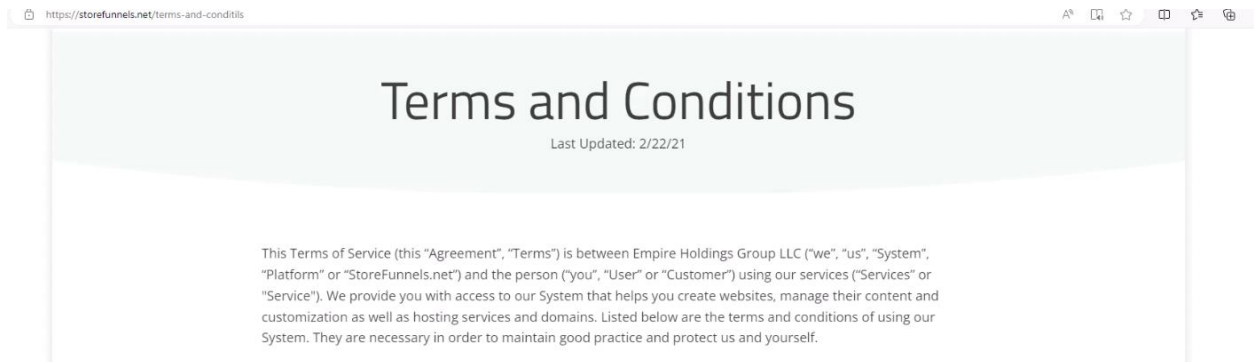 https://storefunnels.net/terms-and-conditils
Terms and Conditions
Last Updated: 2/22/21
This Terms of Service (this “Agreement”, “Terms”) is between Empire Holdings Group LLC (“we”, “us”, “System”,
“Platform” or “StoreFunnels.net”) and the person (“you”, “User” or “Customer”) using our services (“Services” or
"Service"). We provide you with access to our System that helps you create websites, manage their content and
customization as well as hosting services and domains. Listed below are the terms and conditions of using our
System. They are necessary in order to maintain good practice and protect us and yourself.